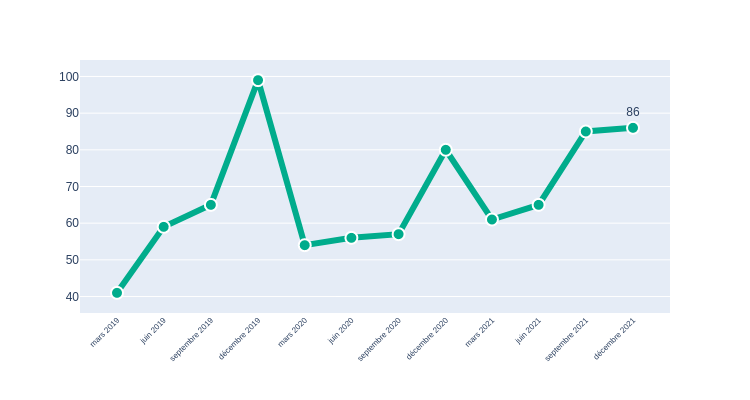 100
90
80
70
60
50
40
86
mars 2019
juin 2019
septembre 2019
décembre 2019
mars 2020
juin 2020
septembre 2020
décembre 2020
mars 2021
juin 2021
septembre 2021
décembre 2021